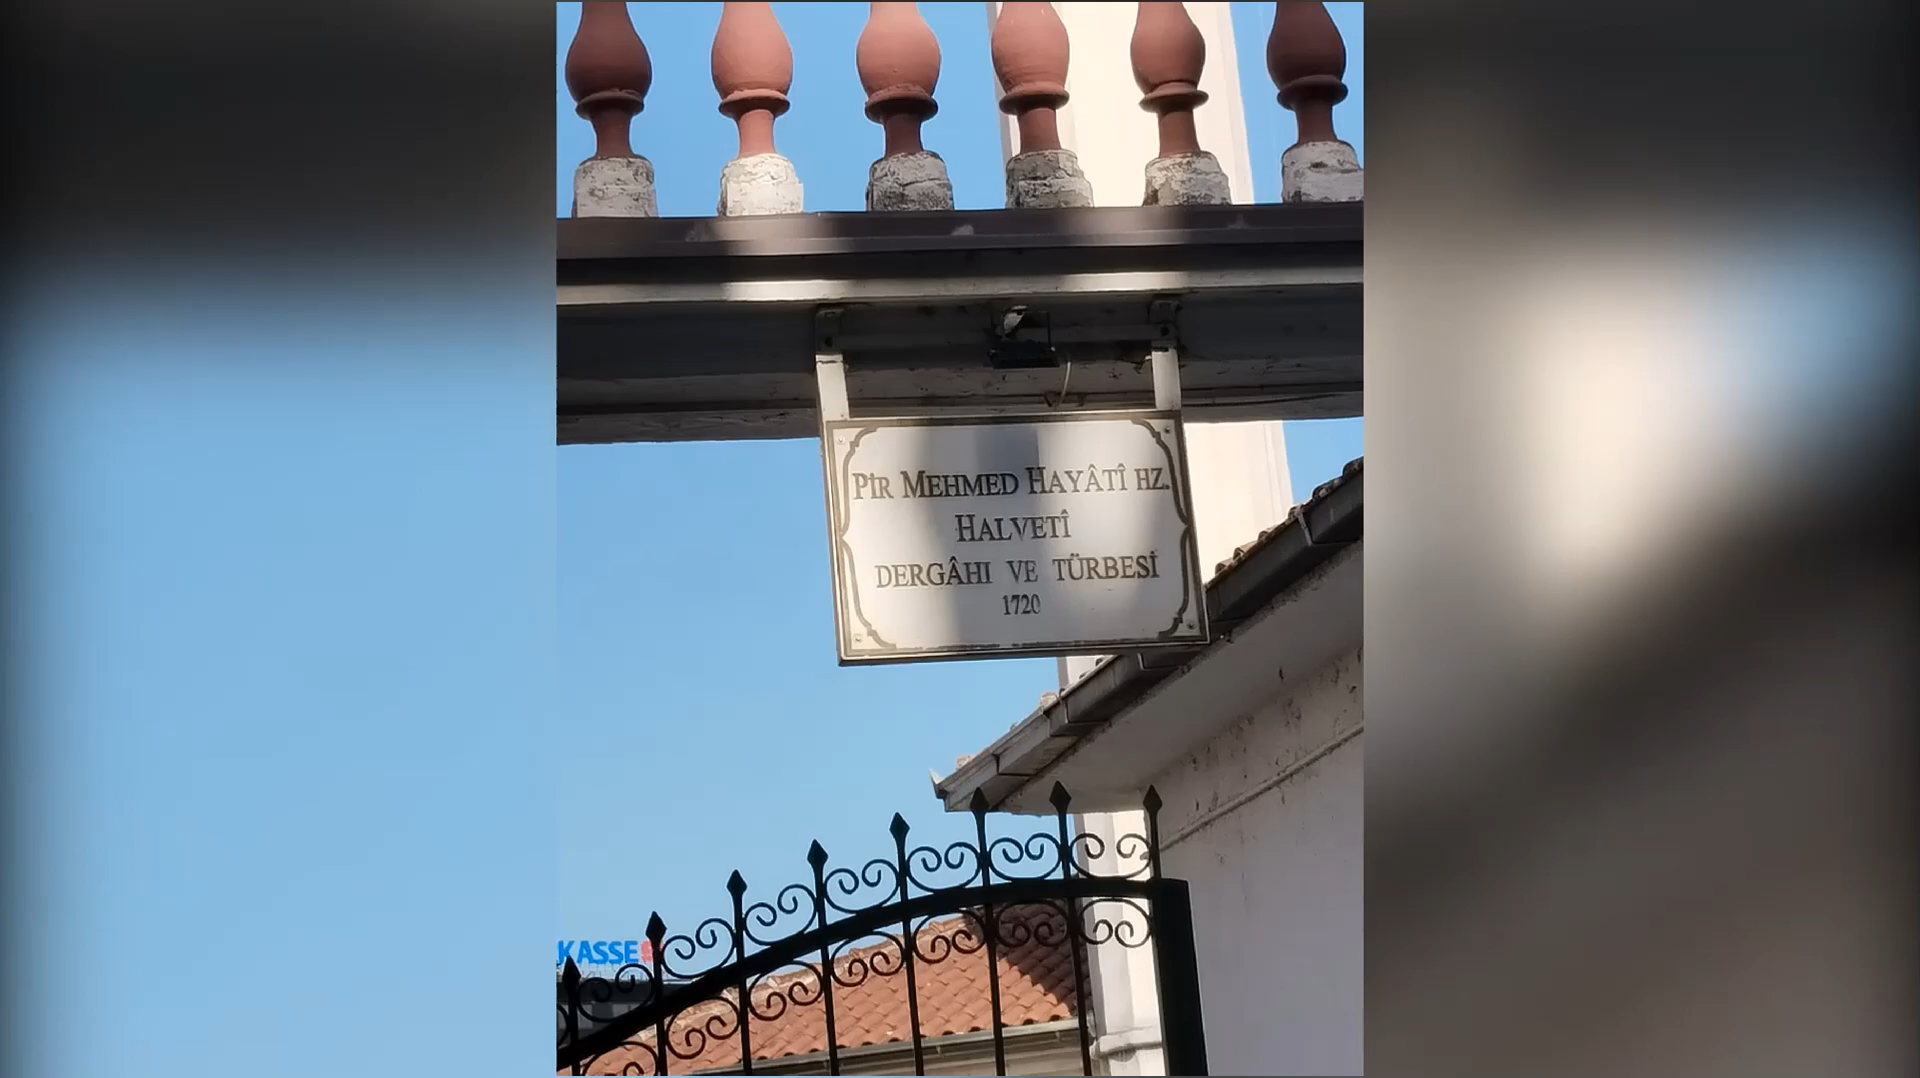 PİR MEHMED HAYÂTÎ HZ.
HALVETÎ
DERGÂHI VE TÜRBESİ
1720
KASSE